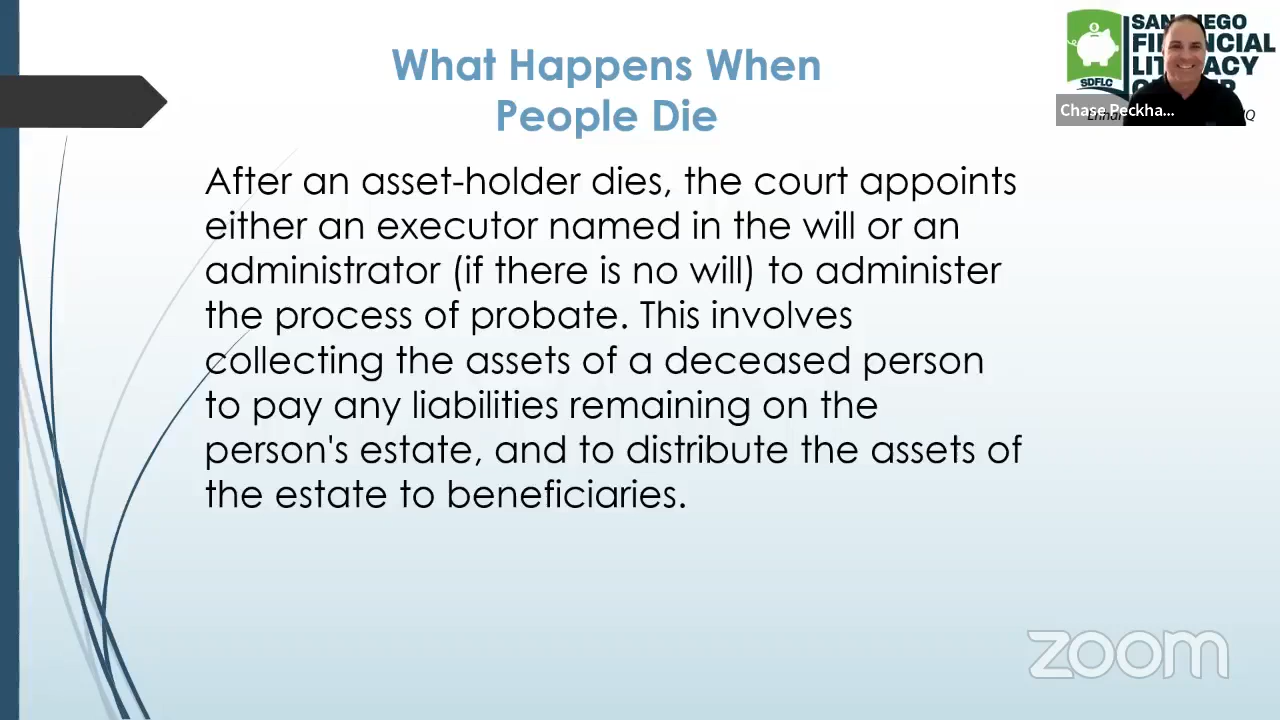 What Happens When
People Die
After an asset-holder dies, the court appoints
either an executor named in the will or an
administrator (if there is no will) to administer
the process of probate. This involves
collecting the assets of a deceased person
to pay any liabilities remaining on the
person's estate, and to distribute the assets of
the estate to beneficiaries.
SDFLC
Chase Peckha...
zoom